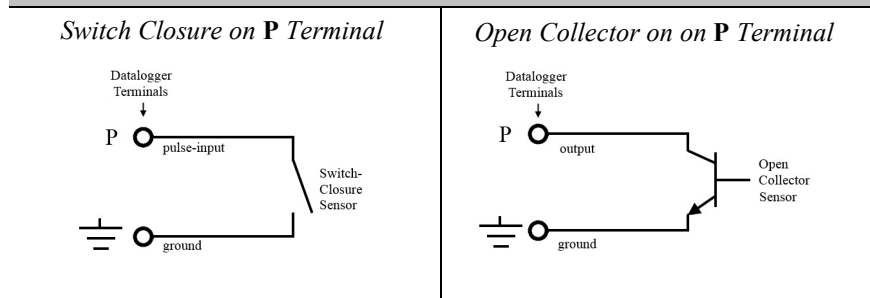 Switch Closure on P Terminal
Datalogger
Terminals
P
pulse-input
Switch-
Closure
Sensor
ground
Open Collector on on P Terminal
Datalogger
Terminals
P
output
Open
Collector
Sensor
ground